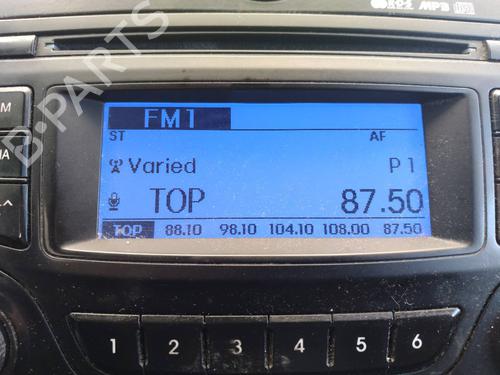 MP3
FM1
ST AF
Varied P1
TOP 87.50
TOP 88.10 98.10 104.10 108.00 87.50
1 2 3 4 5 6
B-PARTS